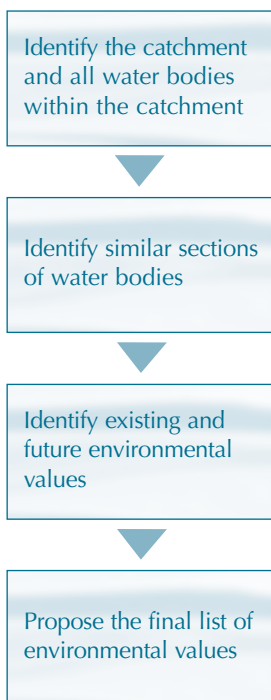 Identify the catchment
and all water bodies
within the catchment
Identify similar sections
of water bodies
Identify existing and
future environmental
values
Propose the final list of
environmental values